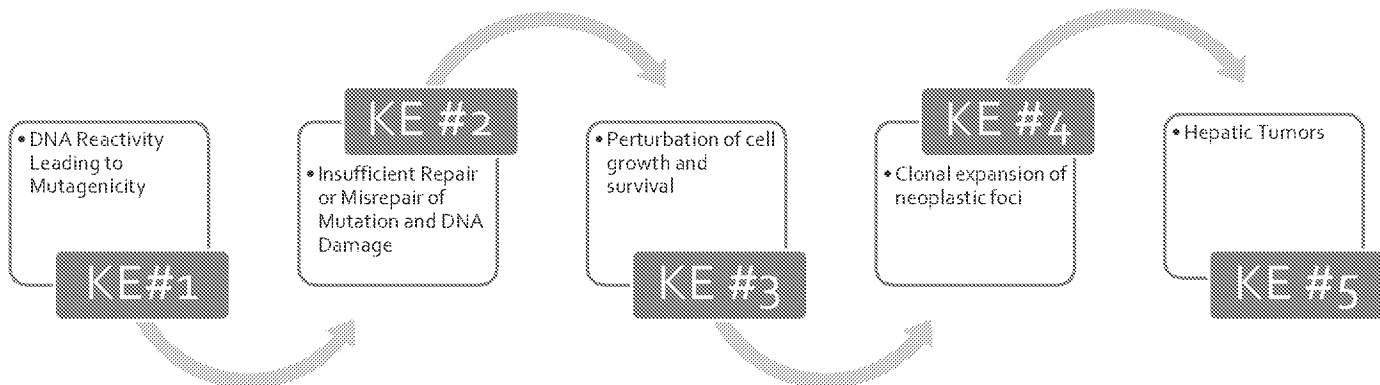 • DNA Reactivity
Leading to
Mutagenicity
KE#1
KE #2
• Insufficient Repair
or Misrepair of
Mutation and DNA
Damage
• Perturbation of cell
growth and
survival
KE #3
KE #4
• Clonal expansion of
neoplastic foci
• Hepatic Tumors
KE #5